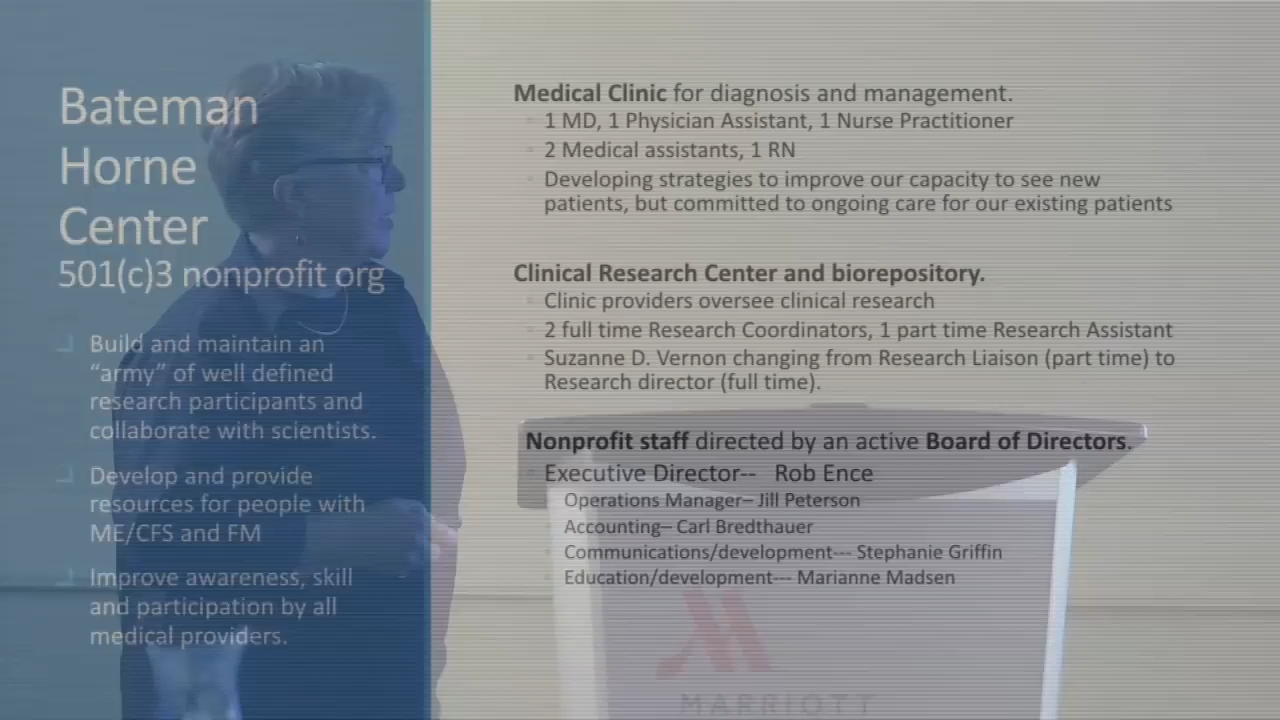 Bateman
Horne
Center
501(c)3 nonprofit org
Build and maintain an
“army” of well defined
research participants and
collaborate with scientists.
Develop and provide
resources for people with
ME/CFS and FM
Improve awareness, skill
and participation by all
medical providers.
Medical Clinic for diagnosis and management.
1 MD, 1 Physician Assistant, 1 Nurse Practitioner
2 Medical assistants, 1 RN
Developing strategies to improve our capacity to see new
patients, but committed to ongoing care for our existing patients
Clinical Research Center and biorepository.
Clinic providers oversee clinical research
2 full time Research Coordinators, 1 part time Research Assistant
Suzanne D. Vernon changing from Research Liaison (part time) to
Research director (full time).
Nonprofit staff directed by an active Board of Directors.
Executive Director-- Rob Ence
Operations Manager– Jill Peterson
Accounting– Carl Bredthauer
Communications/development--- Stephanie Griffin
Education/development--- Marianne Madsen
MARRIOTT